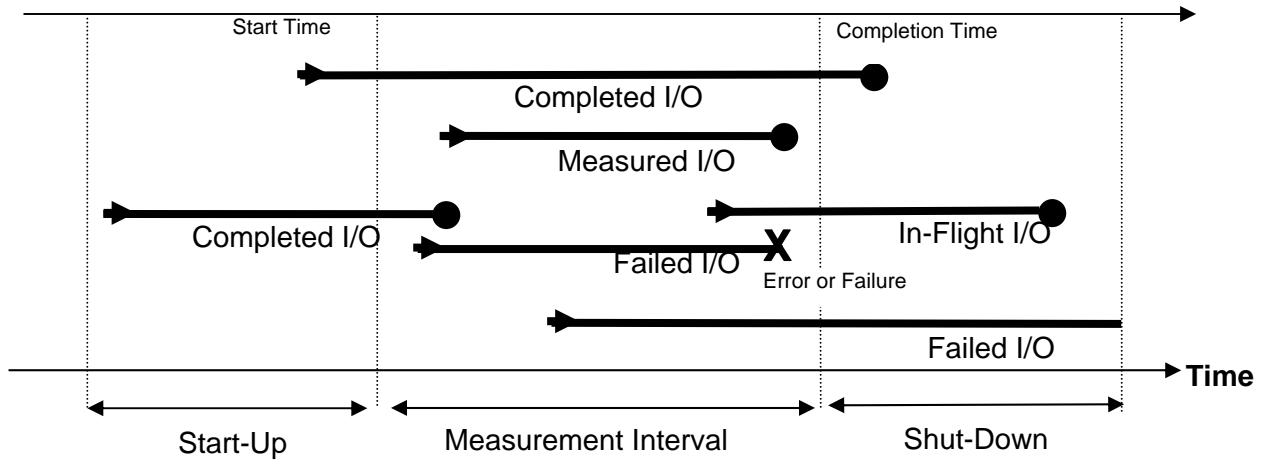 Start Time
Completion Time
Completed I/O
Measured I/O
Completed I/O
In-Flight I/O
Failed I/O
Error or Failure
Failed I/O
Time
Start-Up
Measurement Interval
Shut-Down